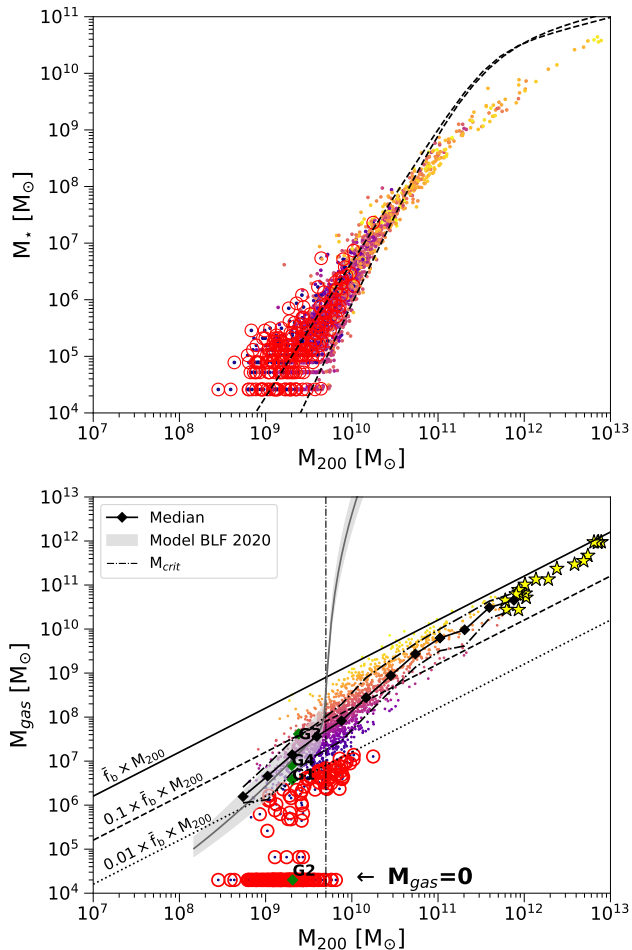 10¹¹
10¹⁰
10⁹
10⁸
10⁷
10⁶
10⁵
10⁴
M⋆ [M⊙]
10⁷ 10⁸ 10⁹ 10¹⁰ 10¹¹ 10¹² 10¹³
M₂₀₀ [M⊙]
10¹³
10¹²
10¹¹
10¹⁰
10⁹
10⁸
10⁷
10⁶
10⁵
10⁴
M_gas [M⊙]
Median
Model BLF 2020
M_crit
f̄_b × M₂₀₀
0.1 × f̄_b × M₂₀₀
0.01 × f̄_b × M₂₀₀
G4
G1
G2
← M_gas=0
10⁷ 10⁸ 10⁹ 10¹⁰ 10¹¹ 10¹² 10¹³
M₂₀₀ [M⊙]